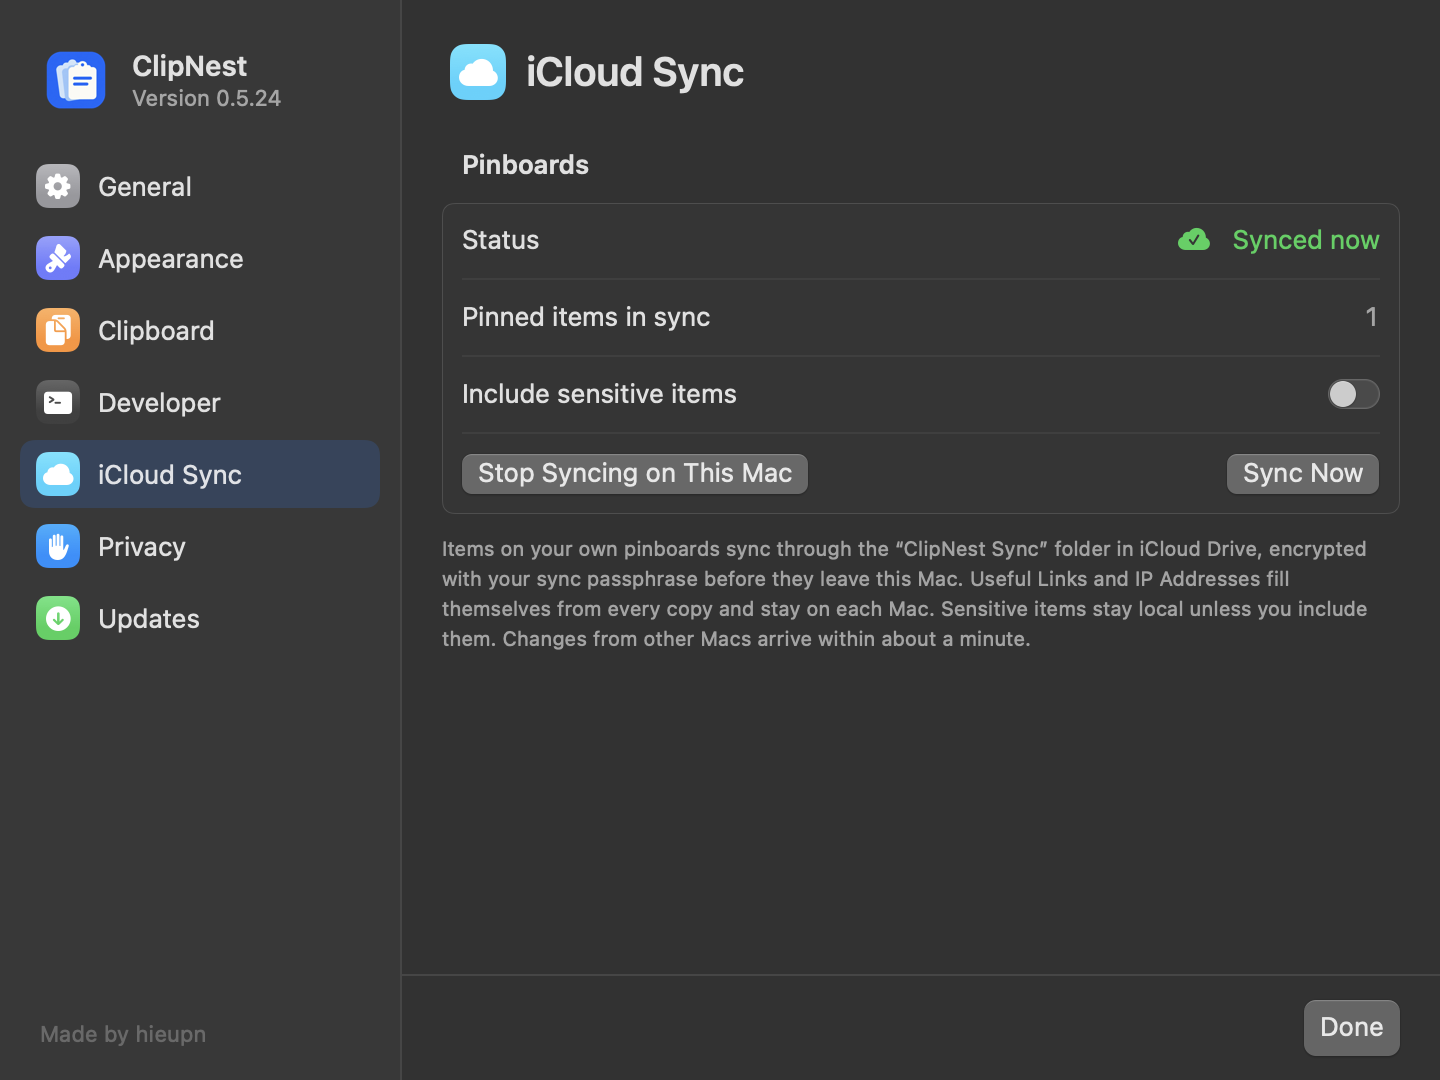 ClipNest
Version 0.5.24
General
Appearance
Clipboard
Developer
iCloud Sync
Privacy
Updates
Made by hieupn
iCloud Sync
Pinboards
Status
Synced now
Pinned items in sync
1
Include sensitive items
Stop Syncing on This Mac
Sync Now
Items on your own pinboards sync through the “ClipNest Sync” folder in iCloud Drive, encrypted
with your sync passphrase before they leave this Mac. Useful Links and IP Addresses fill
themselves from every copy and stay on each Mac. Sensitive items stay local unless you include
them. Changes from other Macs arrive within about a minute.
Done